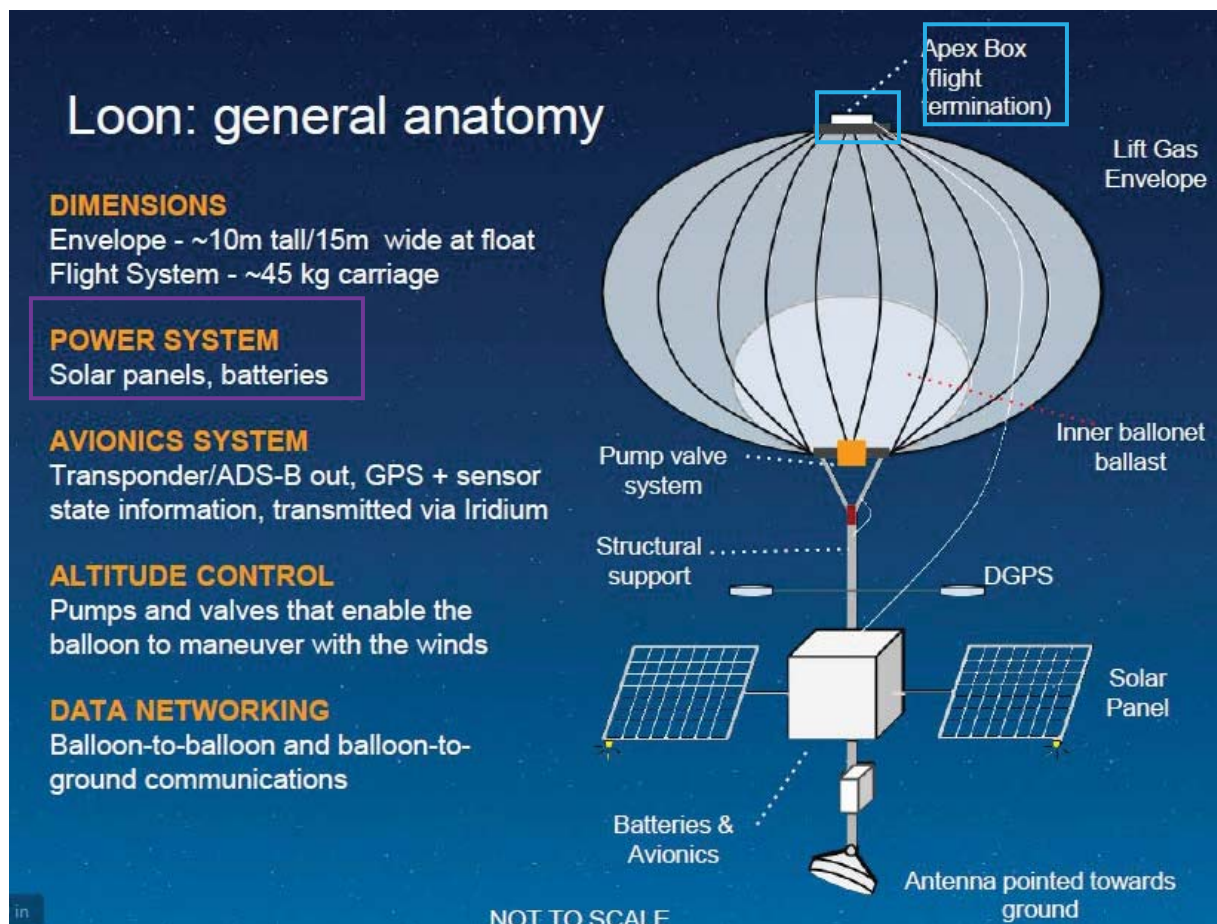 Loon: general anatomy
DIMENSIONS
Envelope - ~10m tall/15m wide at float
Flight System - ~45 kg carriage
POWER SYSTEM
Solar panels, batteries
AVIONICS SYSTEM
Transponder/ADS-B out, GPS + sensor
state information, transmitted via Iridium
ALTITUDE CONTROL
Pumps and valves that enable the
balloon to maneuver with the winds
DATA NETWORKING
Balloon-to-balloon and balloon-to-
ground communications
Apex Box
(flight
termination)
Lift Gas
Envelope
Inner ballonet
ballast
Pump valve
system
Structural
support
DGPS
Solar
Panel
Batteries &
Avionics
Antenna pointed towards
ground
NOT TO SCALE
in